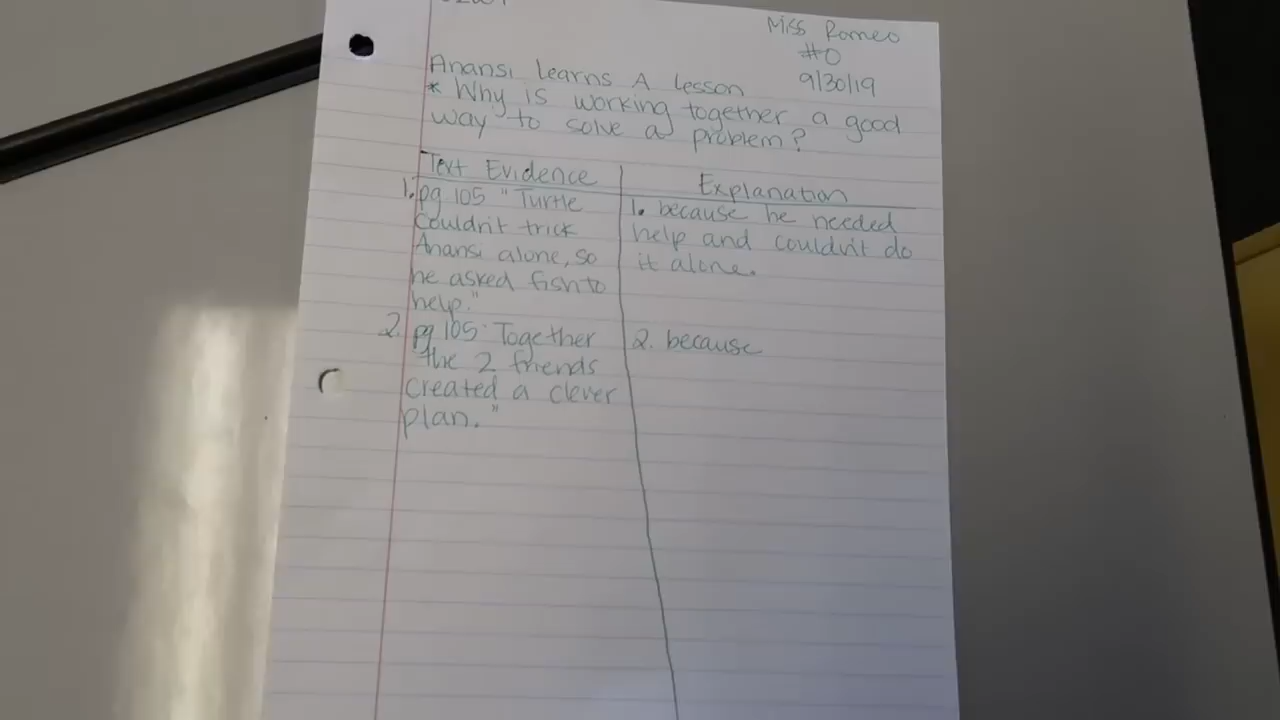 Miss Romeo
#0
9/30/19
Anansi learns A lesson
* Why is working together a good
way to solve a problem?
Text Evidence
1. pg 105 " Turtle
Couldn't trick
Anansi alone, so
he asked fish to
help."
2. pg 105 " Together
the 2 friends
created a clever
plan."
Explanation
1. because he needed
help and couldn't do
it alone.
2. because